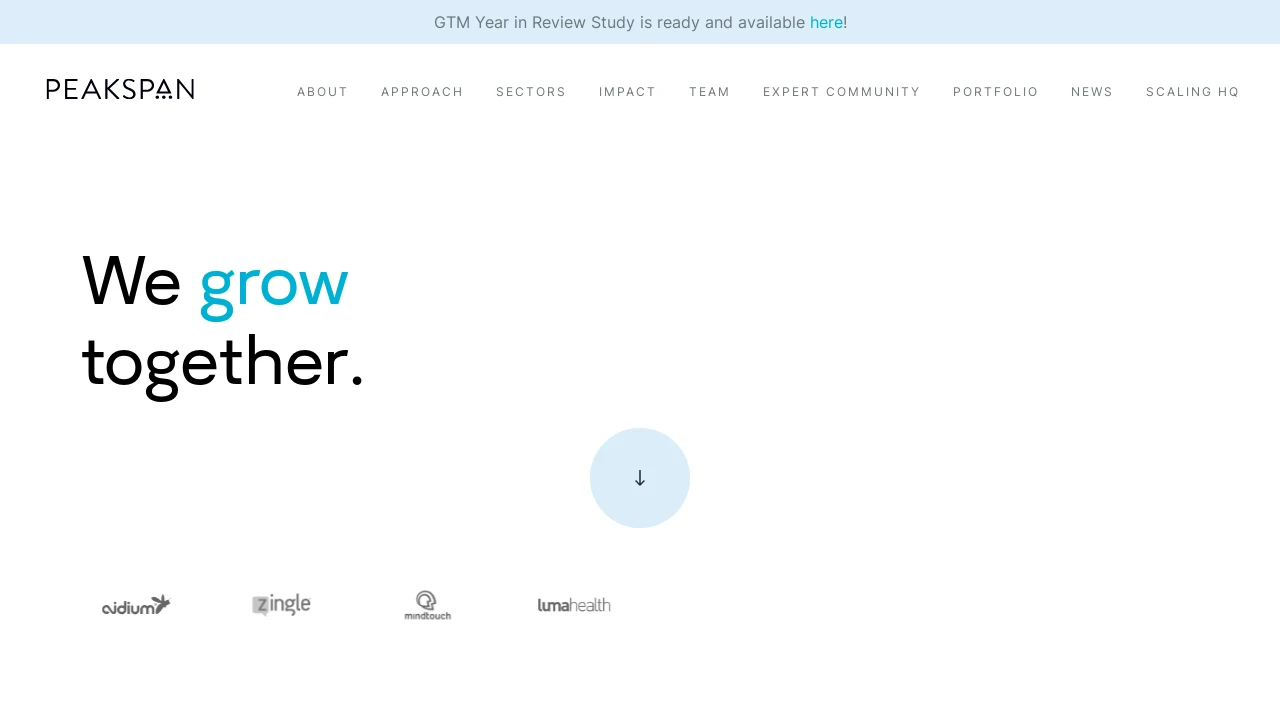 GTM Year in Review Study is ready and available here!
PEAKSPAN
ABOUT APPROACH SECTORS IMPACT TEAM EXPERT COMMUNITY PORTFOLIO NEWS SCALING HQ
We grow
together.
aidium zingle mindtouch lumahealth